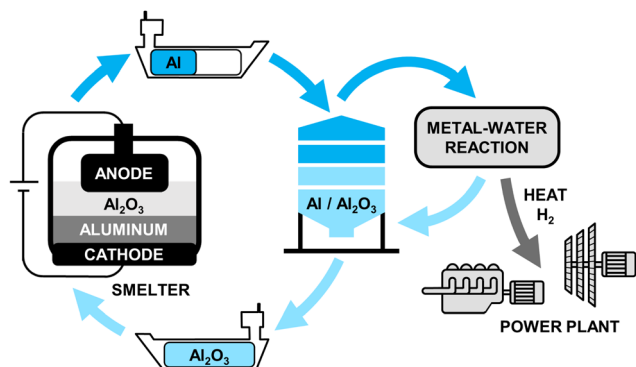 Al
METAL-WATER
REACTION
ANODE
Al₂O₃
ALUMINUM
CATHODE
SMELTER
Al / Al₂O₃
HEAT
H₂
POWER PLANT
Al₂O₃